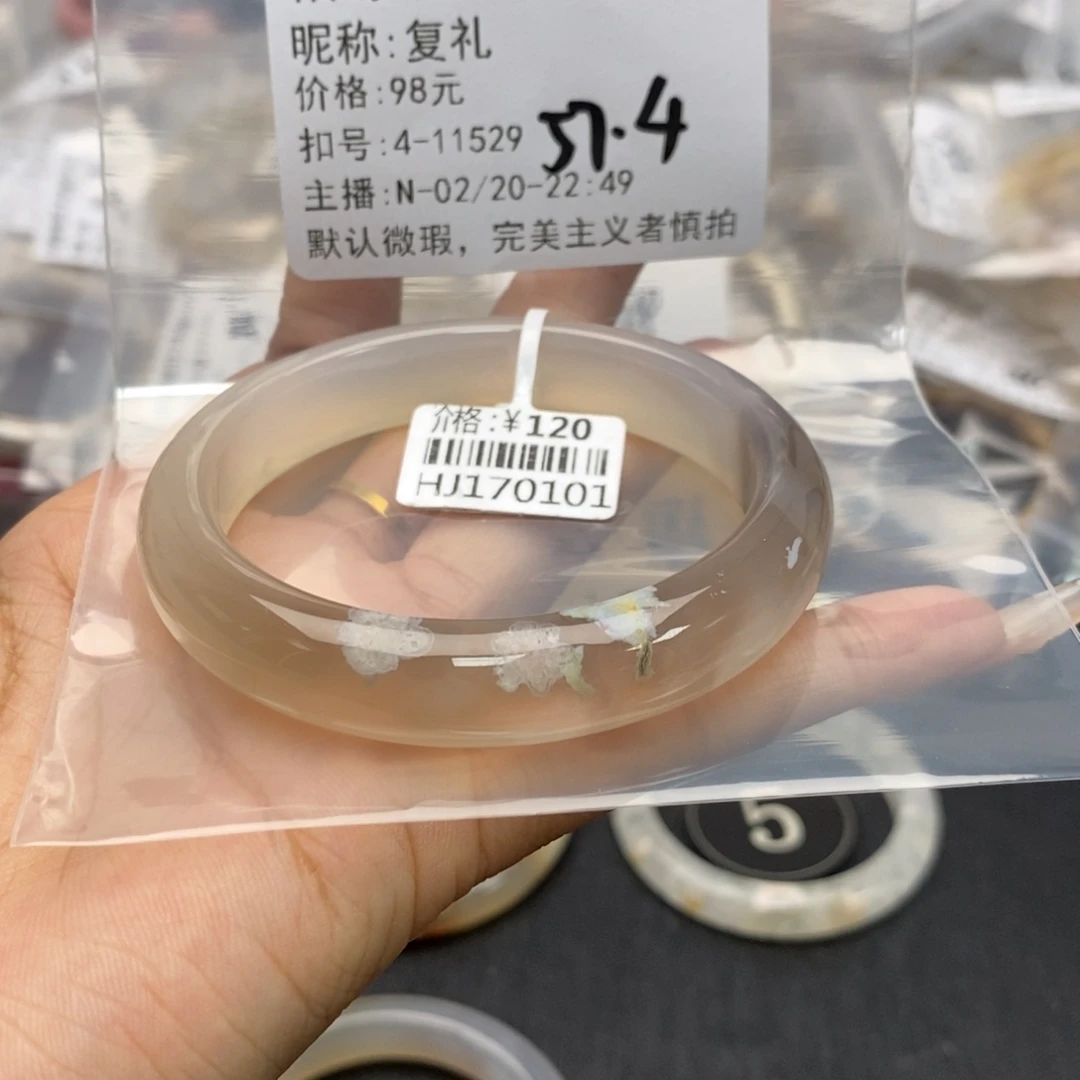 昵称:复礼
价格:98元
扣号:4-11529
57.4
主播:N-02/20-22:49
默认微瑕，完美主义者慎拍
价格:¥120
HJ170101
5